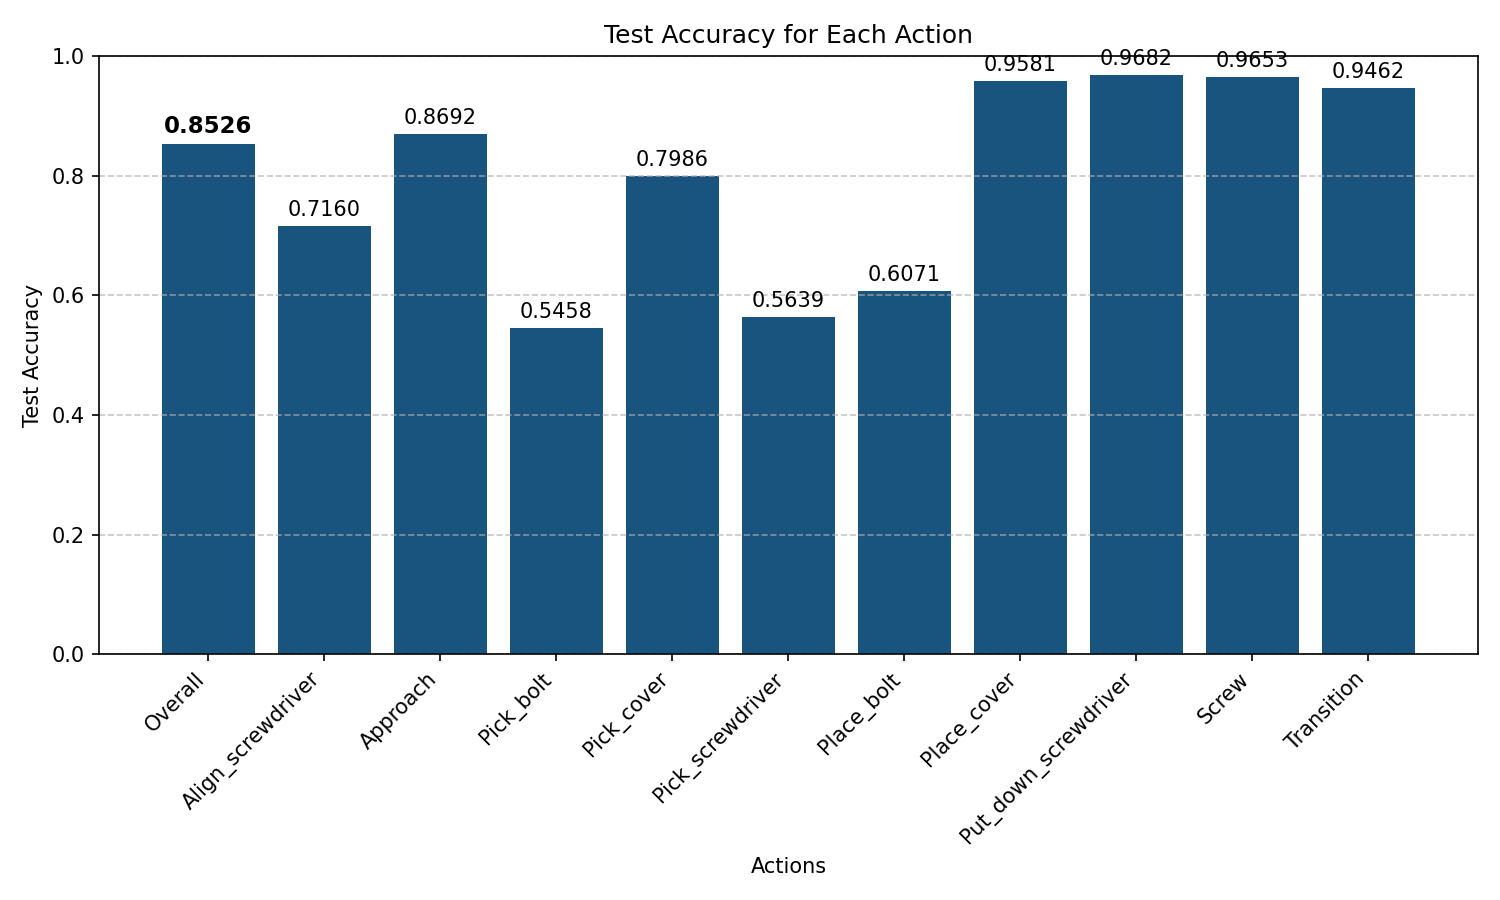 Test Accuracy for Each Action
Test Accuracy
1.0
0.8
0.6
0.4
0.2
0.0
0.8526
0.7160
0.8692
0.5458
0.7986
0.5639
0.6071
0.9581
0.9682
0.9653
0.9462
Overall
Align_screwdriver
Approach
Pick_bolt
Pick_cover
Pick_screwdriver
Place_bolt
Place_cover
Put_down_screwdriver
Screw
Transition
Actions